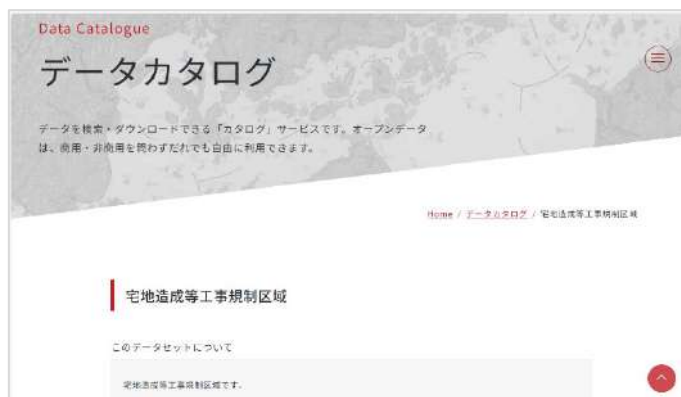 Data Catalogue
データカタログ
データを検索・ダウンロードできる「カタログ」サービスです。オープンデータ
は、商用・非商用を問わずだれでも自由に利用できます。
Home / データカタログ / 宅地造成等工事規制区域
宅地造成等工事規制区域
このデータセットについて
宅地造成等工事規制区域です。